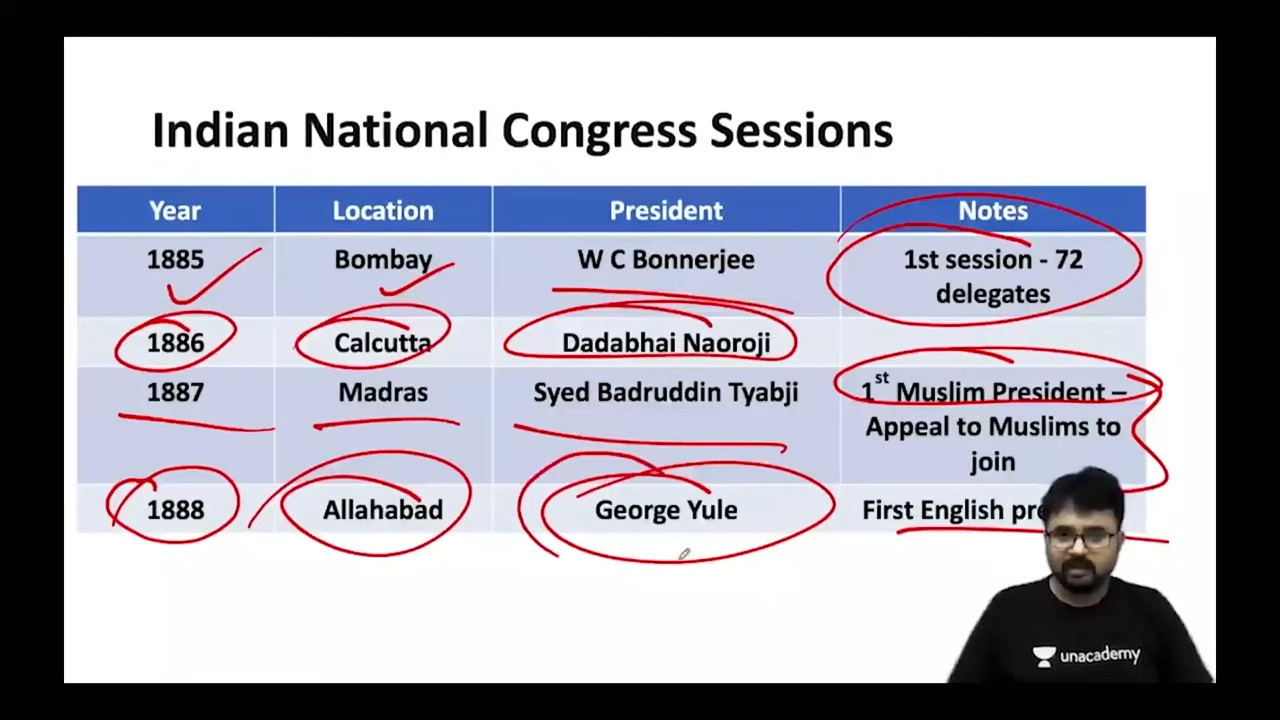 Indian National Congress Sessions
Year Location President Notes
1885 Bombay W C Bonnerjee 1st session - 72
delegates
1886 Calcutta Dadabhai Naoroji
1887 Madras Syed Badruddin Tyabji 1st Muslim President –
Appeal to Muslims to
join
1888 Allahabad George Yule First English
unacademy